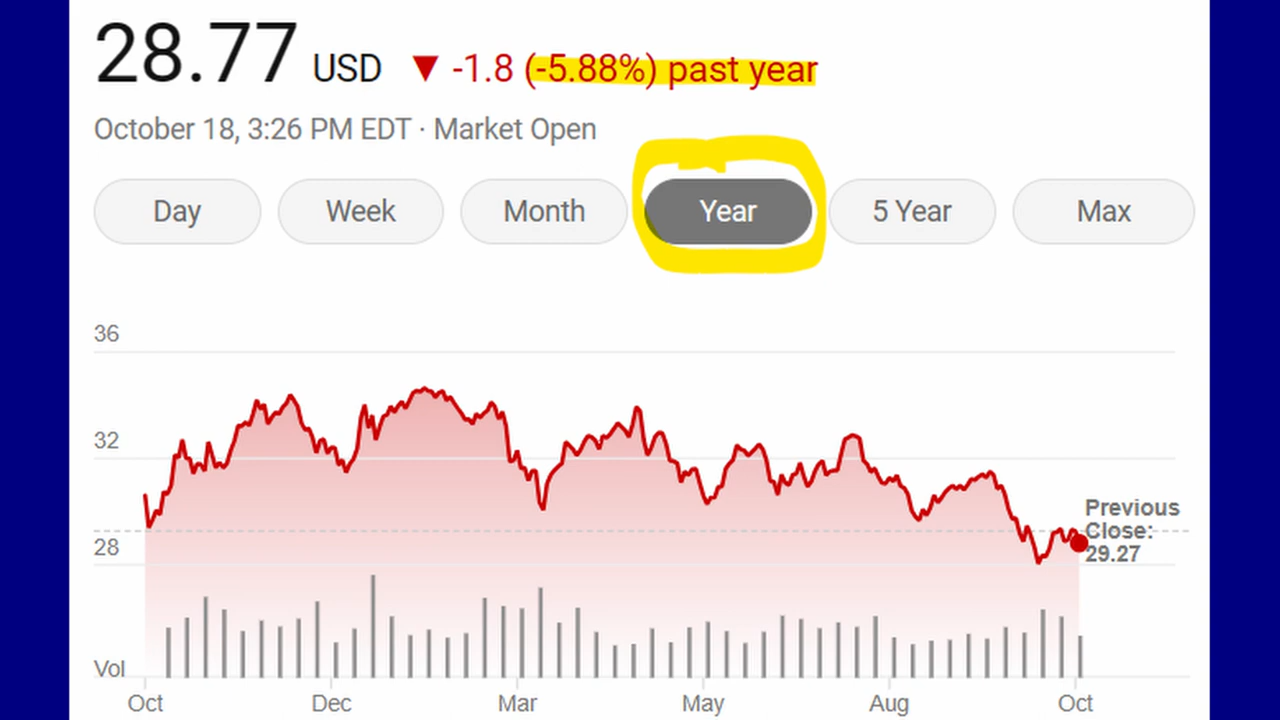 28.77 USD ▼ -1.8 (-5.88%) past year
October 18, 3:26 PM EDT · Market Open
Day Week Month Year 5 Year Max
36
32
Previous
Close:
29.27
28
Vol
Oct Dec Mar May Aug Oct